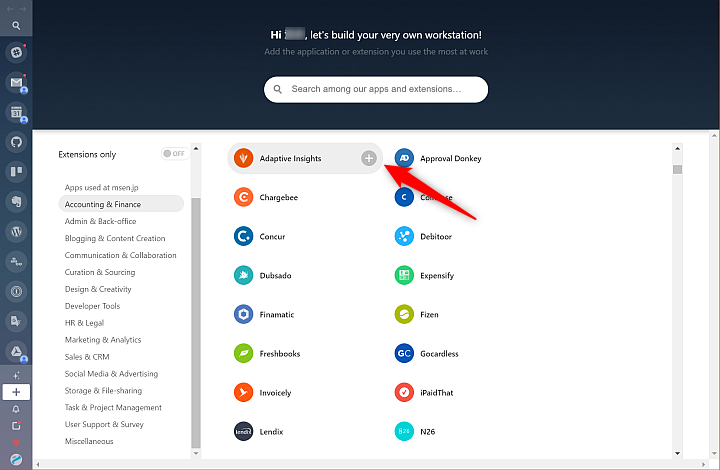 Hi , let's build your very own workstation!
Add the application or extension you use the most at work
Search among our apps and extensions...
31
Extensions only
OFF
Apps used at msen.jp
Accounting & Finance
Admin & Back-office
Blogging & Content Creation
Communication & Collaboration
Curation & Sourcing
Design & Creativity
Developer Tools
HR & Legal
Marketing & Analytics
Sales & CRM
Social Media & Advertising
Storage & File-sharing
Task & Project Management
User Support & Survey
Miscellaneous
Adaptive Insights
AD Approval Donkey
Chargebee
C
Concur
Debitoor
Dubsado
Expensify
Finamatic
Fizen
Freshbooks
GC Gocardless
Invoicely
iPaidThat
Lendix
N26 N26